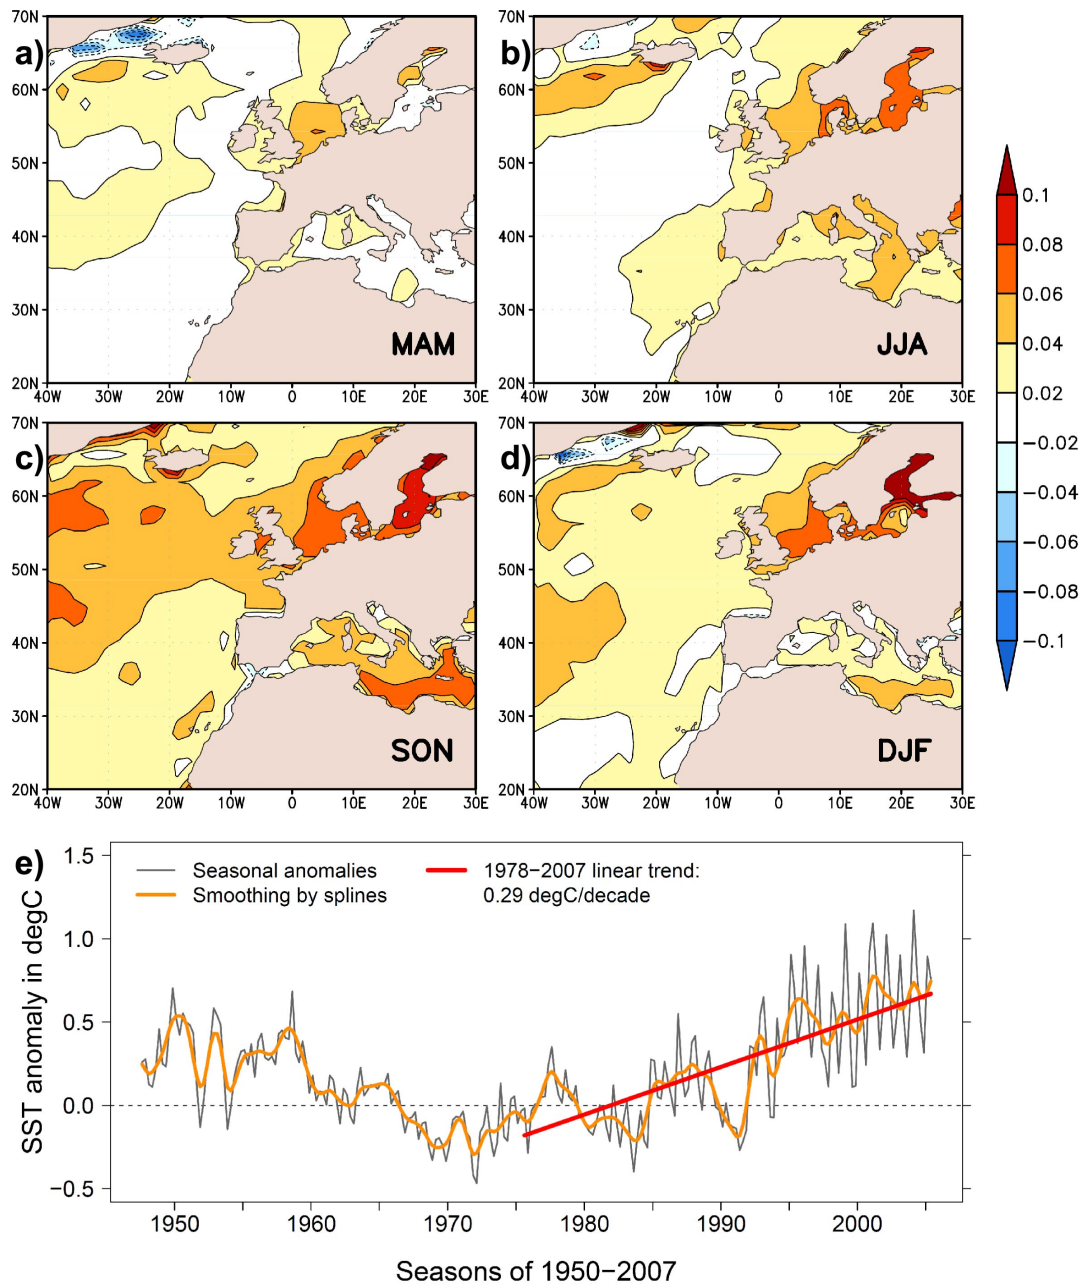 a)
70N
60N
50N
40N
30N
20N
40W 30W 20W 10W 0 10E 20E 30E
MAM
b)
70N
60N
50N
40N
30N
20N
40W 30W 20W 10W 0 10E 20E 30E
JJA
c)
70N
60N
50N
40N
30N
20N
40W 30W 20W 10W 0 10E 20E 30E
SON
d)
70N
60N
50N
40N
30N
20N
40W 30W 20W 10W 0 10E 20E 30E
DJF
0.1
0.08
0.06
0.04
0.02
−0.02
−0.04
−0.06
−0.08
−0.1
e)
SST anomaly in degC
1.5
1.0
0.5
0.0
−0.5
Seasonal anomalies
Smoothing by splines
1978−2007 linear trend:
0.29 degC/decade
1950 1960 1970 1980 1990 2000
Seasons of 1950−2007